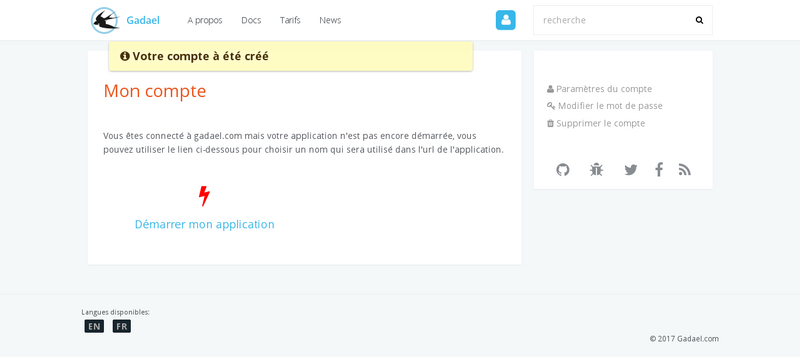 Gadael
A propos
Docs
Tarifs
News
recherche
Votre compte à été créé
Mon compte
Vous êtes connecté à gadael.com mais votre application n'est pas encore démarrée, vous
pouvez utiliser le lien ci-dessous pour choisir un nom qui sera utilisé dans l'url de l'application.
Démarrer mon application
Paramètres du compte
Modifier le mot de passe
Supprimer le compte
Langues disponibles:
EN
FR
© 2017 Gadael.com